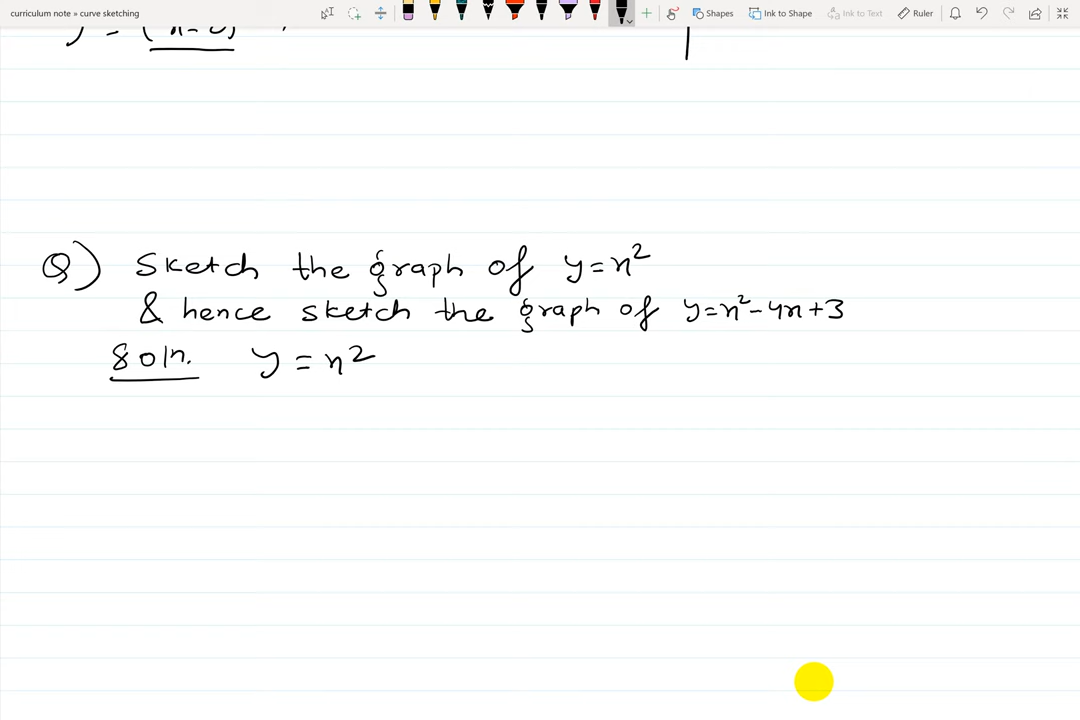 curriculum note » curve sketching
Shapes Ink to Shape Ink to Text Ruler
Q) Sketch the graph of y=x²
& hence sketch the graph of y=x²-4x+3
Soln. y = x²